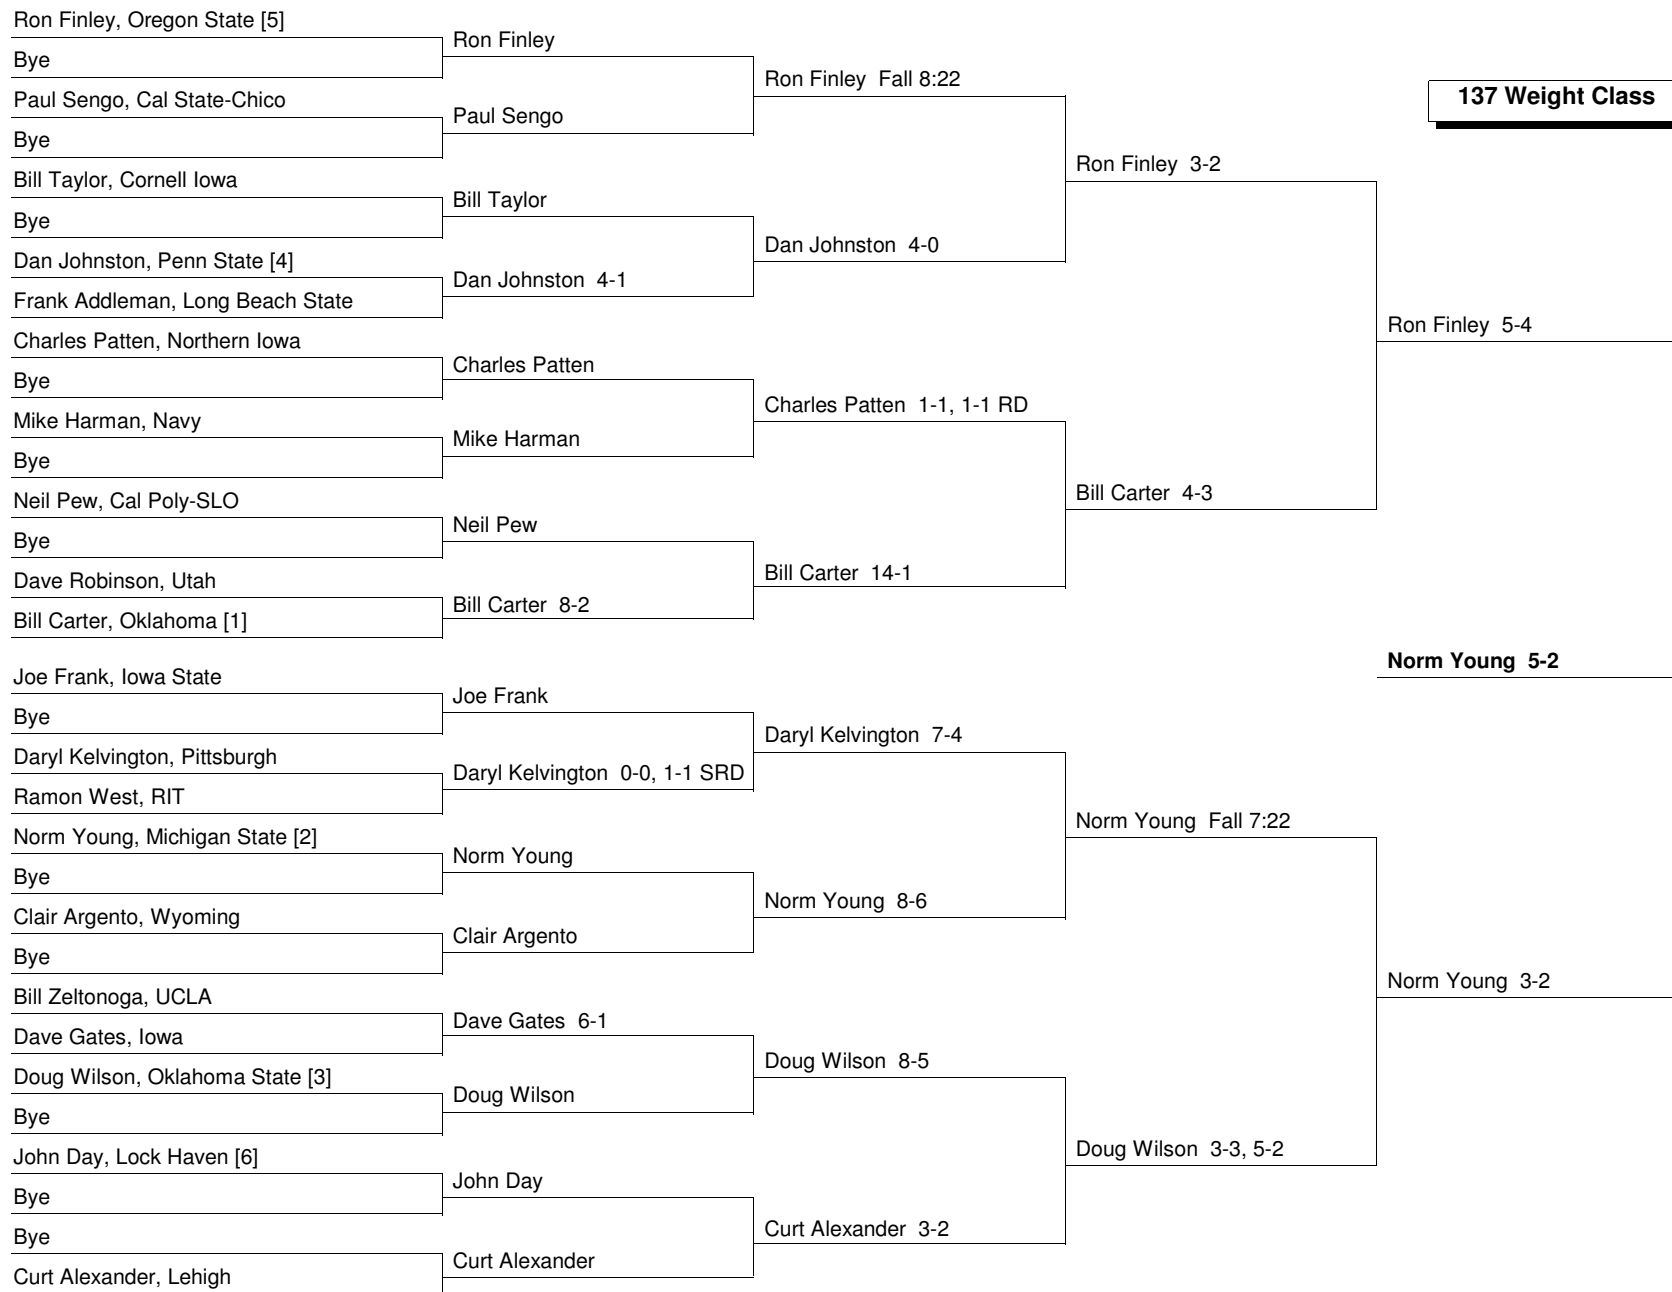 137 Weight Class
Ron Finley, Oregon State [5]
Bye
Paul Sengo, Cal State-Chico
Bye
Bill Taylor, Cornell Iowa
Bye
Dan Johnston, Penn State [4]
Frank Addleman, Long Beach State
Charles Patten, Northern Iowa
Bye
Mike Harman, Navy
Bye
Neil Pew, Cal Poly-SLO
Bye
Dave Robinson, Utah
Bill Carter, Oklahoma [1]
Joe Frank, Iowa State
Bye
Daryl Kelvington, Pittsburgh
Ramon West, RIT
Norm Young, Michigan State [2]
Bye
Clair Argento, Wyoming
Bye
Bill Zeltonoga, UCLA
Dave Gates, Iowa
Doug Wilson, Oklahoma State [3]
Bye
John Day, Lock Haven [6]
Bye
Bye
Curt Alexander, Lehigh
Ron Finley
Paul Sengo
Bill Taylor
Dan Johnston 4-1
Charles Patten
Mike Harman
Neil Pew
Bill Carter 8-2
Joe Frank
Daryl Kelvington 0-0, 1-1 SRD
Norm Young
Clair Argento
Dave Gates 6-1
Doug Wilson
John Day
Curt Alexander
Ron Finley Fall 8:22
Dan Johnston 4-0
Charles Patten 1-1, 1-1 RD
Bill Carter 14-1
Daryl Kelvington 7-4
Norm Young 8-6
Doug Wilson 8-5
Curt Alexander 3-2
Ron Finley 3-2
Bill Carter 4-3
Norm Young Fall 7:22
Doug Wilson 3-3, 5-2
Ron Finley 5-4
Norm Young 5-2
Norm Young 3-2